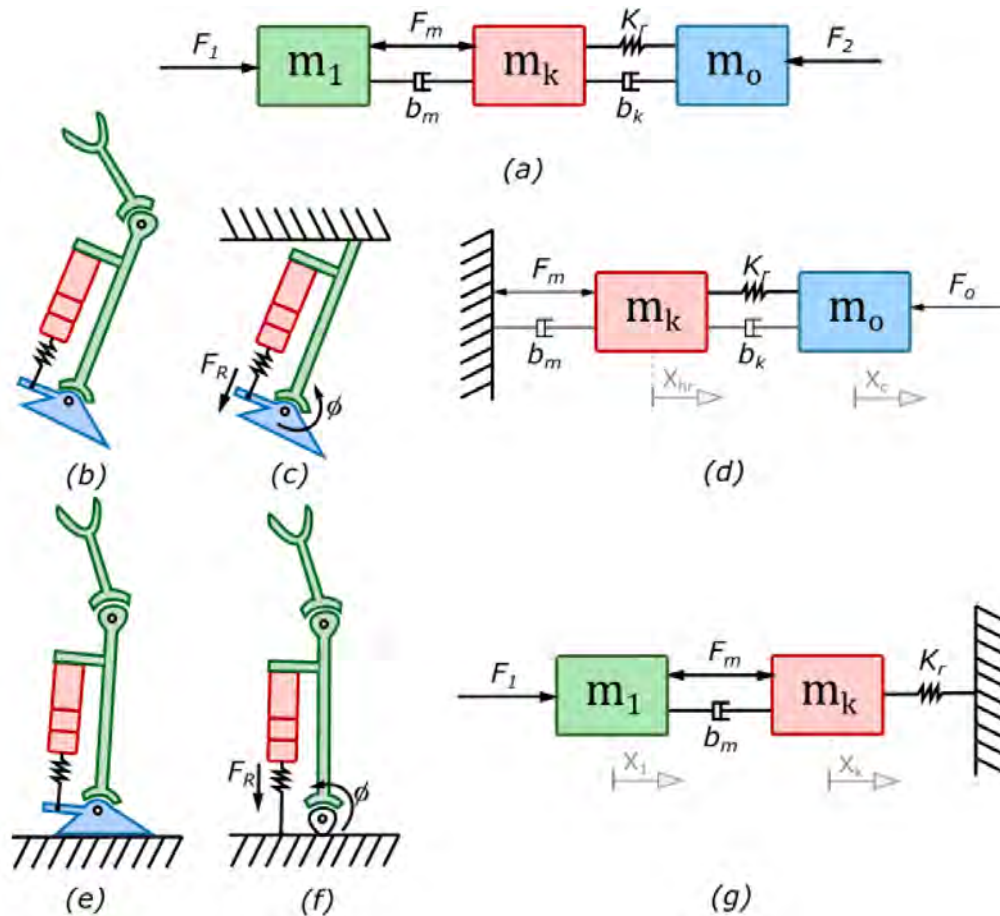 F1 m1 Fm bm mk Kr bk mo F2
(a)
(b)
FR ϕ
(c)
Fm bm mk Kr bk mo Fo
Xhr Xc
(d)
(e)
FR ϕ
(f)
F1 m1 Fm bm mk Kr
X1 Xk
(g)